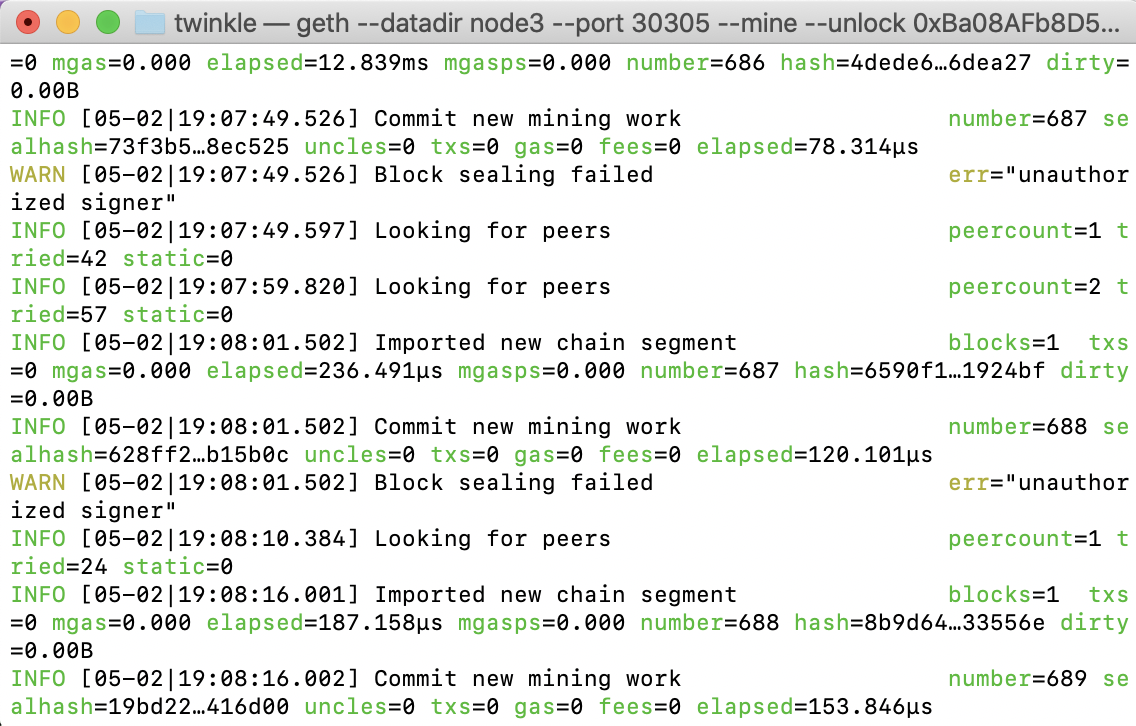 twinkle — geth --datadir node3 --port 30305 --mine --unlock 0xBa08AFb8D5...
=0 mgas=0.000 elapsed=12.839ms mgasps=0.000 number=686 hash=4dede6…6dea27 dirty=
0.00B
INFO [05-02|19:07:49.526] Commit new mining work                   number=687 se
alhash=73f3b5…8ec525 uncles=0 txs=0 gas=0 fees=0 elapsed=78.314µs
WARN [05-02|19:07:49.526] Block sealing failed                     err="unauthor
ized signer"
INFO [05-02|19:07:49.597] Looking for peers                        peercount=1 t
ried=42 static=0
INFO [05-02|19:07:59.820] Looking for peers                        peercount=2 t
ried=57 static=0
INFO [05-02|19:08:01.502] Imported new chain segment               blocks=1  txs
=0 mgas=0.000 elapsed=236.491µs mgasps=0.000 number=687 hash=6590f1…1924bf dirty
=0.00B
INFO [05-02|19:08:01.502] Commit new mining work                   number=688 se
alhash=628ff2…b15b0c uncles=0 txs=0 gas=0 fees=0 elapsed=120.101µs
WARN [05-02|19:08:01.502] Block sealing failed                     err="unauthor
ized signer"
INFO [05-02|19:08:10.384] Looking for peers                        peercount=1 t
ried=24 static=0
INFO [05-02|19:08:16.001] Imported new chain segment               blocks=1  txs
=0 mgas=0.000 elapsed=187.158µs mgasps=0.000 number=688 hash=8b9d64…33556e dirty
=0.00B
INFO [05-02|19:08:16.002] Commit new mining work                   number=689 se
alhash=19bd22…416d00 uncles=0 txs=0 gas=0 fees=0 elapsed=153.846µs